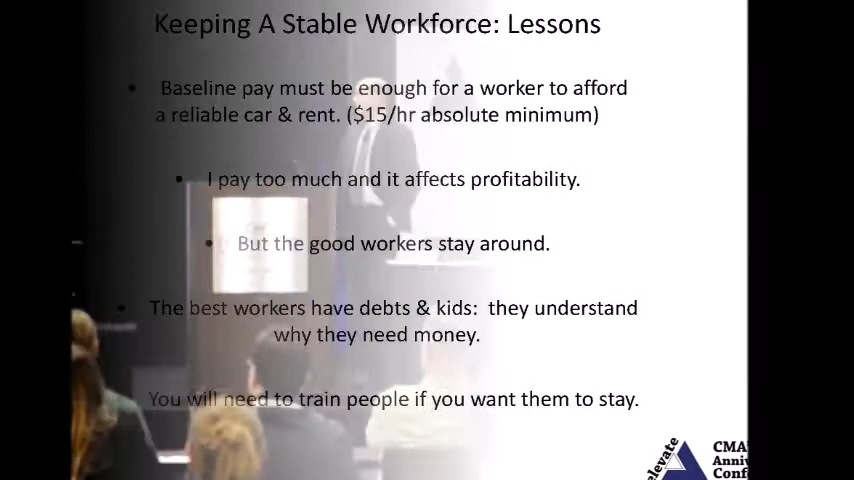 Keeping A Stable Workforce: Lessons
• Baseline pay must be enough for a worker to afford
a reliable car & rent. ($15/hr absolute minimum)
• I pay too much and it affects profitability.
• But the good workers stay around.
• The best workers have debts & kids: they understand
why they need money.
You will need to train people if you want them to stay.
elevate
CMA